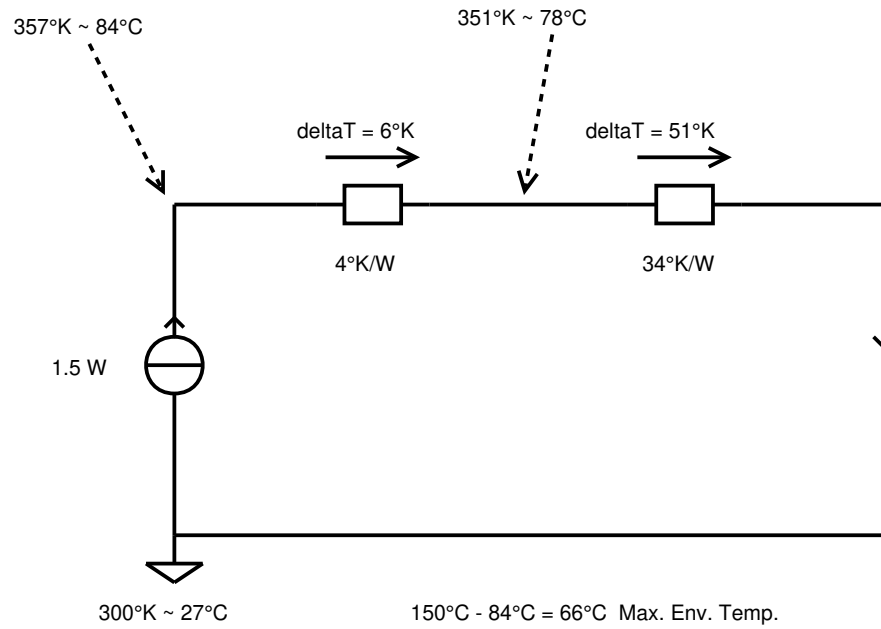 357°K ~ 84°C
351°K ~ 78°C
deltaT = 6°K
deltaT = 51°K
4°K/W
34°K/W
1.5 W
300°K ~ 27°C
150°C - 84°C = 66°C  Max. Env. Temp.